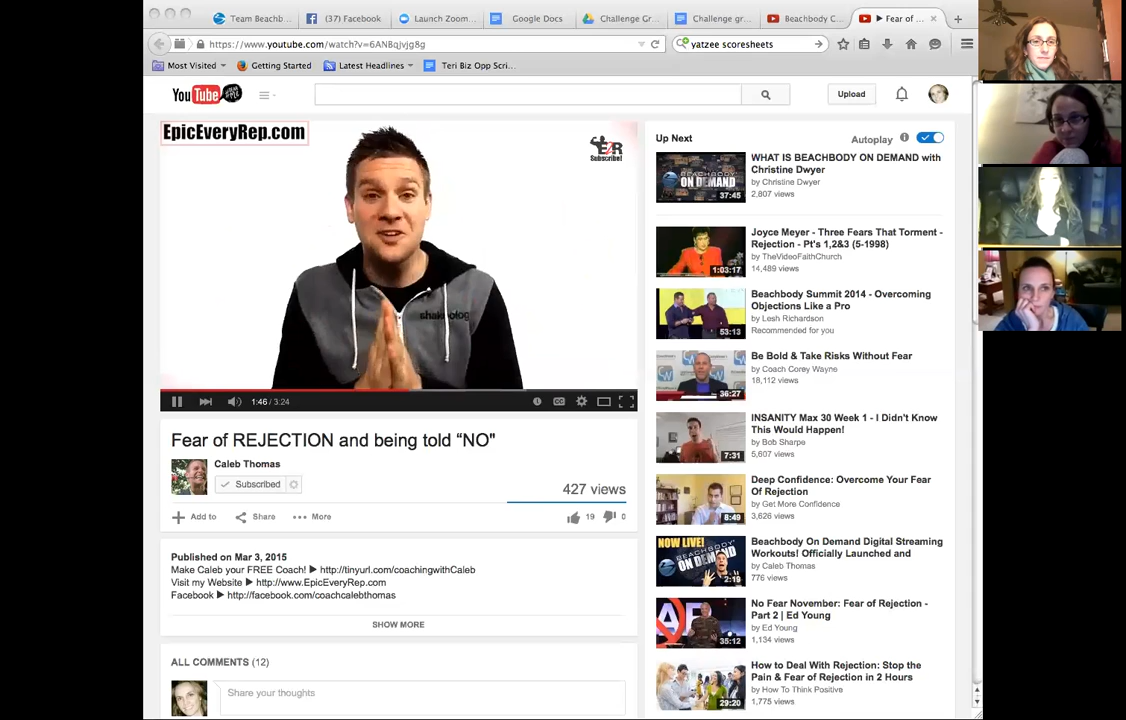 Team Beachb...
(37) Facebook
Launch Zoom...
Google Docs
Challenge Gr...
Challenge gr...
Beachbody C...
▶ Fear of ...
https://www.youtube.com/watch?v=6ANBqjvjg8g
yatzee scoresheets
Most Visited
Getting Started
Latest Headlines
Teri Biz Opp Scri...
YouTube
Upload
EpicEveryRep.com
E2R
Subscribe!
shakeology
1:46 / 3:24
CC
Fear of REJECTION and being told “NO"
Caleb Thomas
Subscribed
427 views
Add to
Share
More
19
0
Published on Mar 3, 2015
Make Caleb your FREE Coach! ▶ http://tinyurl.com/coachingwithCaleb
Visit my Website ▶ http://www.EpicEveryRep.com
Facebook ▶ http://facebook.com/coachcalebthomas
SHOW MORE
ALL COMMENTS (12)
Share your thoughts
Up Next
Autoplay
BEACHBODY
ON DEMAND
37:45
WHAT IS BEACHBODY ON DEMAND with
Christine Dwyer
by Christine Dwyer
2,807 views
1:03:17
Joyce Meyer - Three Fears That Torment -
Rejection - Pt's 1,2&3 (5-1998)
by TheVideoFaithChurch
14,489 views
53:13
Beachbody Summit 2014 - Overcoming
Objections Like a Pro
by Lesh Richardson
Recommended for you
36:27
Be Bold & Take Risks Without Fear
by Coach Corey Wayne
18,112 views
7:31
INSANITY Max 30 Week 1 - I Didn't Know
This Would Happen!
by Bob Sharpe
5,607 views
8:49
Deep Confidence: Overcome Your Fear
Of Rejection
by Get More Confidence
3,626 views
NOW LIVE!
BEACHBODY
ON DEMAND
2:19
Beachbody On Demand Digital Streaming
Workouts! Officially Launched and
by Caleb Thomas
776 views
35:12
No Fear November: Fear of Rejection -
Part 2 | Ed Young
by Ed Young
1,134 views
29:20
How to Deal With Rejection: Stop the
Pain & Fear of Rejection in 2 Hours
by How To Think Positive
1,775 views